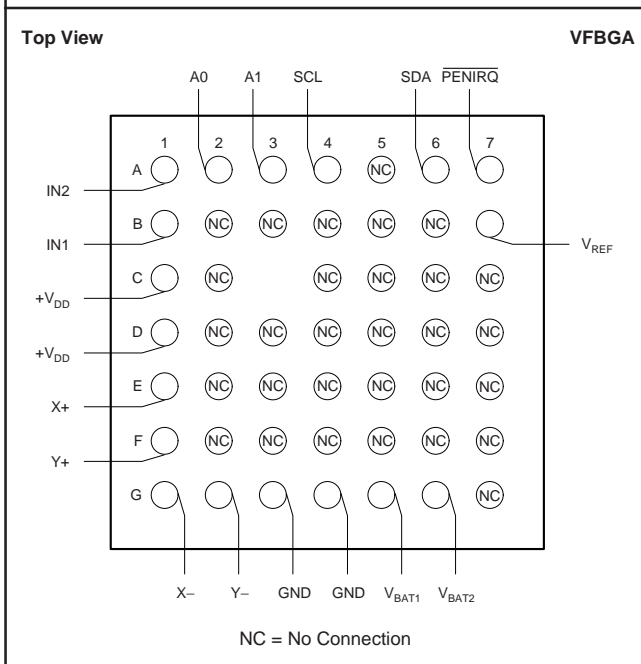 Top View VFBGA
A0 A1 SCL SDA PENIRQ
1 2 3 4 5 6 7
A NC
IN2
B NC NC NC NC NC
IN1
V_REF
C NC NC NC NC NC
+V_DD
D NC NC NC NC NC NC
+V_DD
E NC NC NC NC NC NC
X+
F NC NC NC NC NC NC
Y+
G NC
X– Y– GND GND V_BAT1 V_BAT2
NC = No Connection